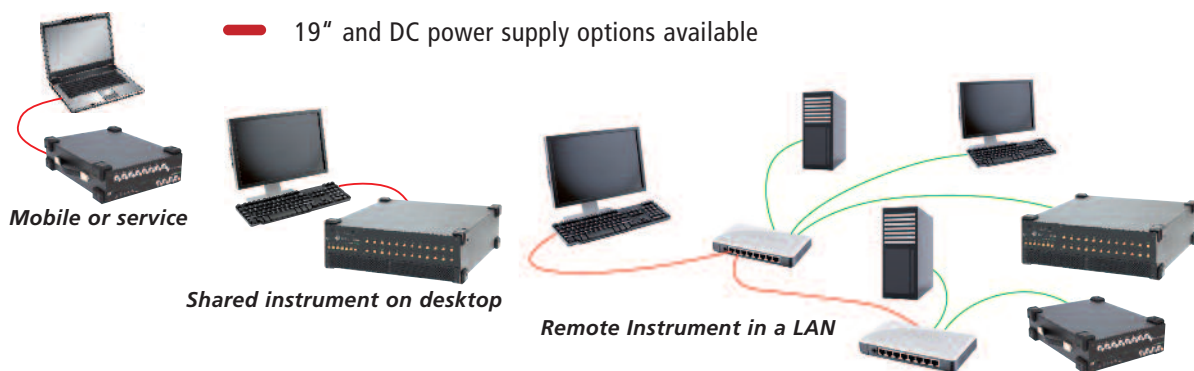 19“ and DC power supply options available
Mobile or service
Shared instrument on desktop
Remote Instrument in a LAN